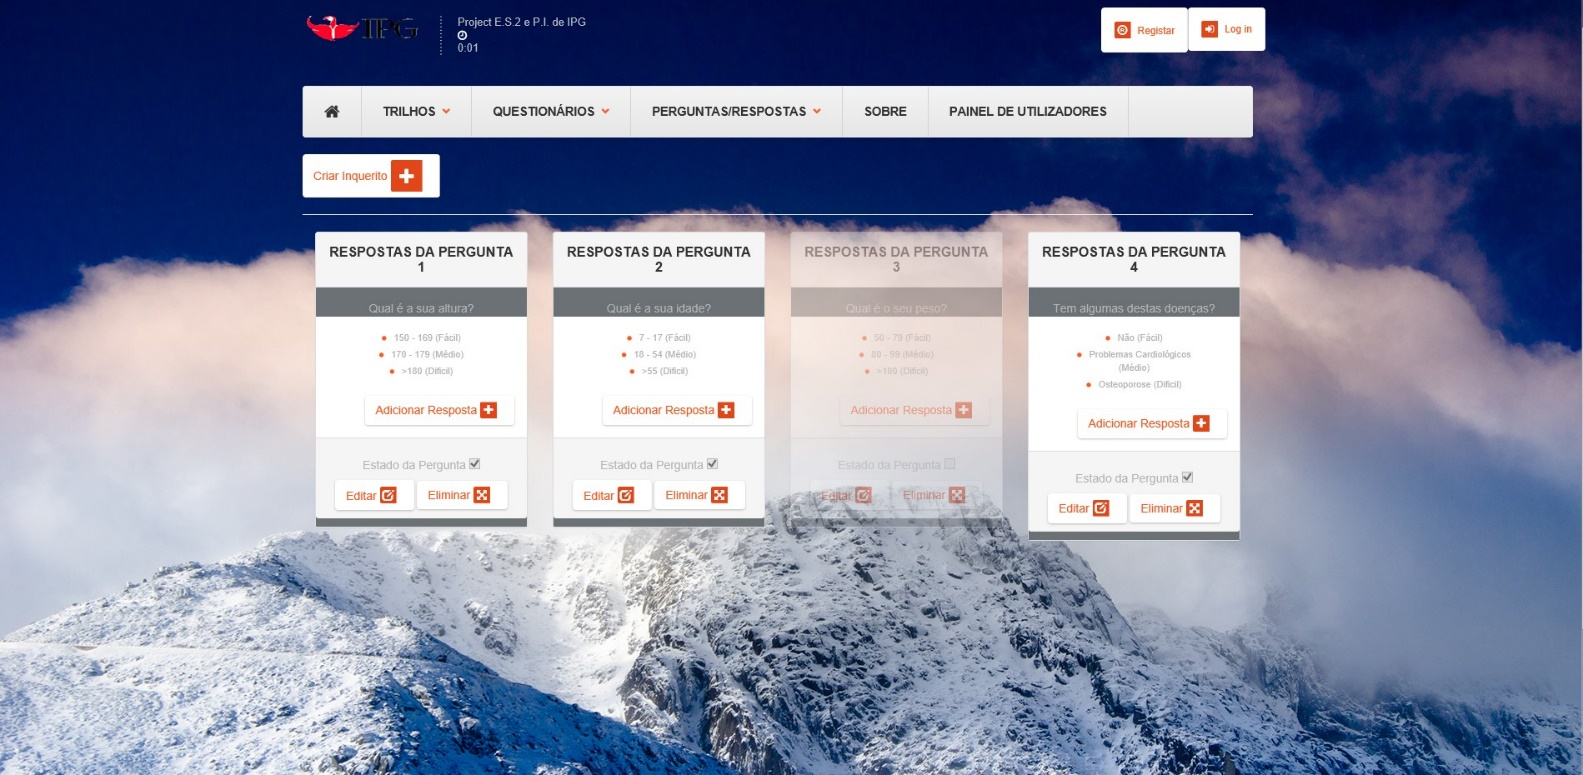 IPG
Project E.S.2 e P.I. de IPG
0:01
Registar
Log in
TRILHOS
QUESTIONÁRIOS
PERGUNTAS/RESPOSTAS
SOBRE
PAINEL DE UTILIZADORES
Criar Inquerito
RESPOSTAS DA PERGUNTA
1
Qual é a sua altura?
150 - 169 (Fácil)
170 - 179 (Médio)
>180 (Dificil)
Adicionar Resposta
Estado da Pergunta
Editar
Eliminar
RESPOSTAS DA PERGUNTA
2
Qual é a sua idade?
7 - 17 (Fácil)
18 - 54 (Médio)
>55 (Dificil)
Adicionar Resposta
Estado da Pergunta
Editar
Eliminar
RESPOSTAS DA PERGUNTA
3
Qual é o seu peso?
50 - 79 (Fácil)
80 - 99 (Médio)
>100 (Dificil)
Adicionar Resposta
Estado da Pergunta
Editar
Eliminar
RESPOSTAS DA PERGUNTA
4
Tem algumas destas doenças?
Não (Fácil)
Problemas Cardiológicos
(Médio)
Osteoporose (Dificil)
Adicionar Resposta
Estado da Pergunta
Editar
Eliminar